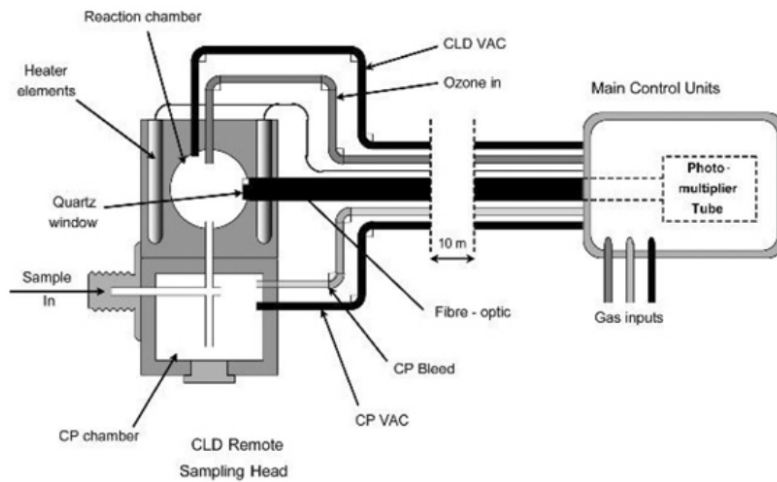 Reaction chamber
CLD VAC
Heater
elements
Ozone in
Main Control Units
Photo-
multiplier
Tube
Quartz
window
10 m
Sample
In
Fibre - optic
Gas inputs
CP Bleed
CP VAC
CP chamber
CLD Remote
Sampling Head